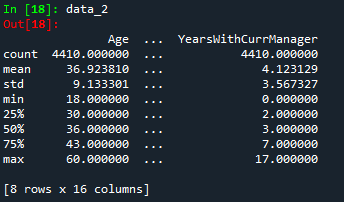 In [18]: data_2
Out[18]:
Age ... YearsWithCurrManager
count 4410.000000 ... 4410.000000
mean 36.923810 ... 4.123129
std 9.133301 ... 3.567327
min 18.000000 ... 0.000000
25% 30.000000 ... 2.000000
50% 36.000000 ... 3.000000
75% 43.000000 ... 7.000000
max 60.000000 ... 17.000000
[8 rows x 16 columns]